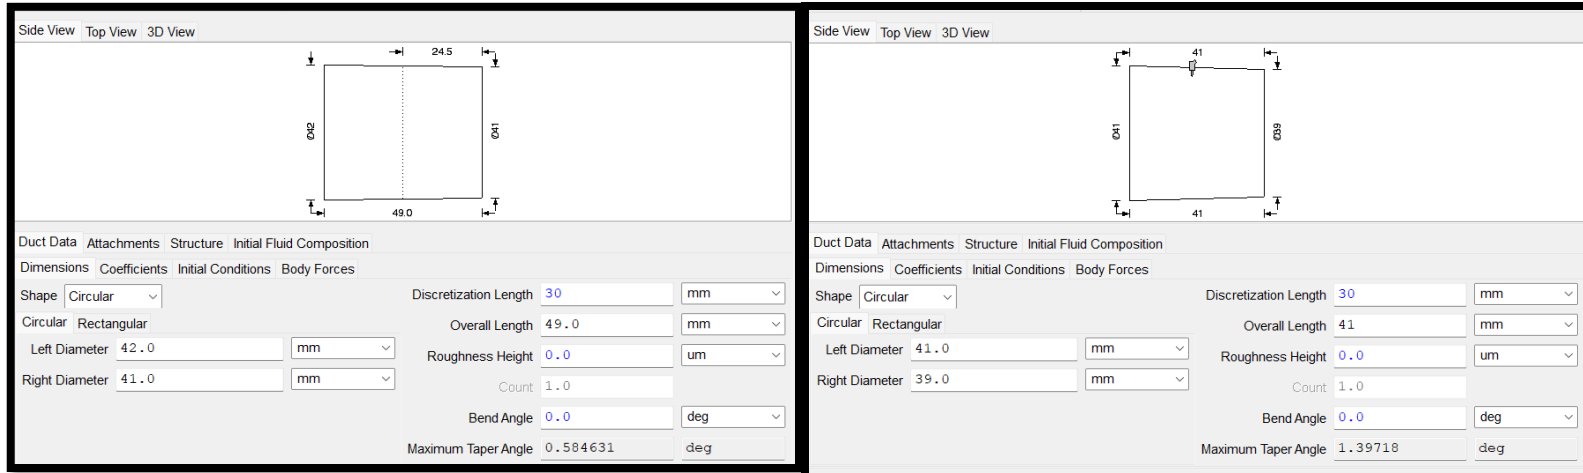 Side View Top View 3D View
24.5
Ø42
Ø41
49.0
Duct Data Attachments Structure Initial Fluid Composition
Dimensions Coefficients Initial Conditions Body Forces
Shape Circular
Discretization Length 30 mm
Circular Rectangular
Overall Length 49.0 mm
Left Diameter 42.0 mm
Roughness Height 0.0 um
Right Diameter 41.0 mm
Count 1.0
Bend Angle 0.0 deg
Maximum Taper Angle 0.584631 deg
Side View Top View 3D View
41
Ø41
Ø39
41
Duct Data Attachments Structure Initial Fluid Composition
Dimensions Coefficients Initial Conditions Body Forces
Shape Circular
Discretization Length 30 mm
Circular Rectangular
Overall Length 41 mm
Left Diameter 41.0 mm
Roughness Height 0.0 um
Right Diameter 39.0 mm
Count 1.0
Bend Angle 0.0 deg
Maximum Taper Angle 1.39718 deg